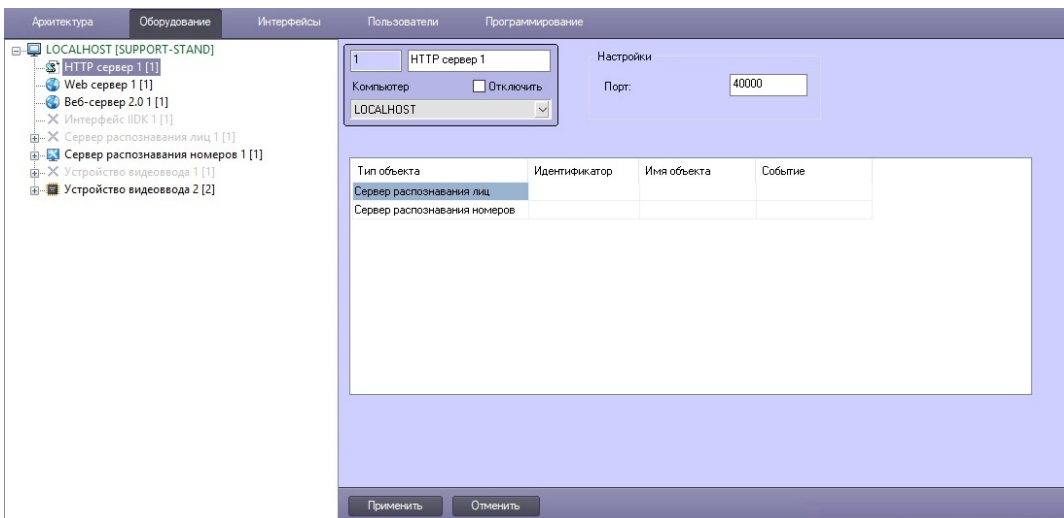 Архитектура Оборудование Интерфейсы Пользователи Программирование
LOCALHOST [SUPPORT-STAND]
HTTP сервер 1 [1]
Web сервер 1 [1]
Веб-сервер 2.0 1 [1]
Интерфейс IIDK 1 [1]
Сервер распознавания лиц 1 [1]
Сервер распознавания номеров 1 [1]
Устройство видеоввода 1 [1]
Устройство видеоввода 2 [2]
1 HTTP сервер 1
Компьютер Отключить
LOCALHOST
Настройки
Порт: 40000
Тип объекта Идентификатор Имя объекта Событие
Сервер распознавания лиц
Сервер распознавания номеров
Применить Отменить